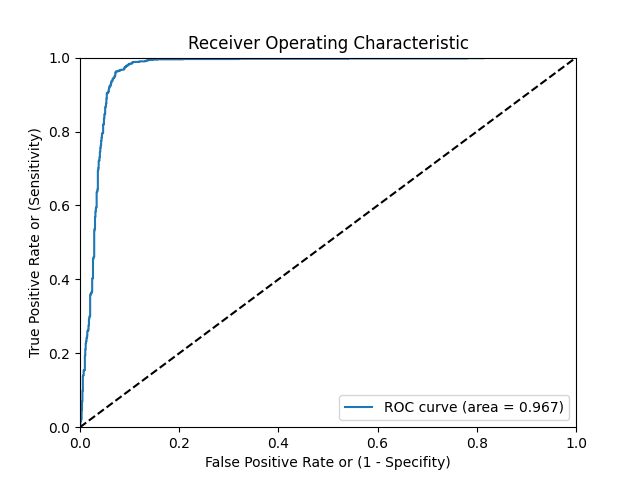 Receiver Operating Characteristic
1.0
0.8
0.6
0.4
0.2
0.0
True Positive Rate or (Sensitivity)
ROC curve (area = 0.967)
0.0 0.2 0.4 0.6 0.8 1.0
False Positive Rate or (1 - Specifity)